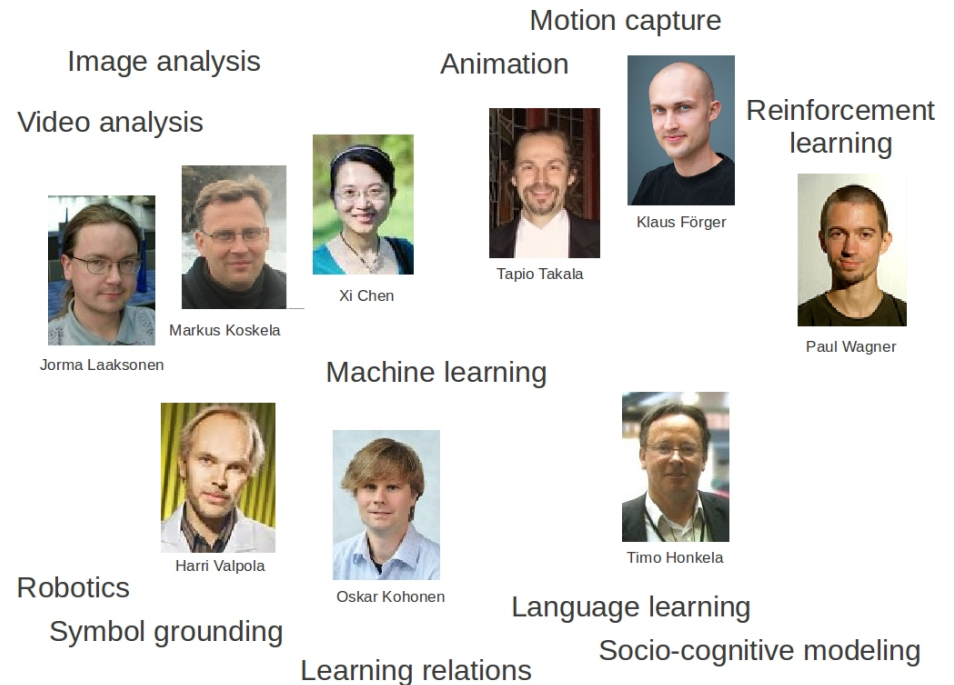 Motion capture
Image analysis
Animation
Video analysis
Reinforcement
learning
Klaus Förger
Tapio Takala
Xi Chen
Markus Koskela
Paul Wagner
Jorma Laaksonen
Machine learning
Timo Honkela
Harri Valpola
Robotics
Oskar Kohonen
Language learning
Symbol grounding
Socio-cognitive modeling
Learning relations